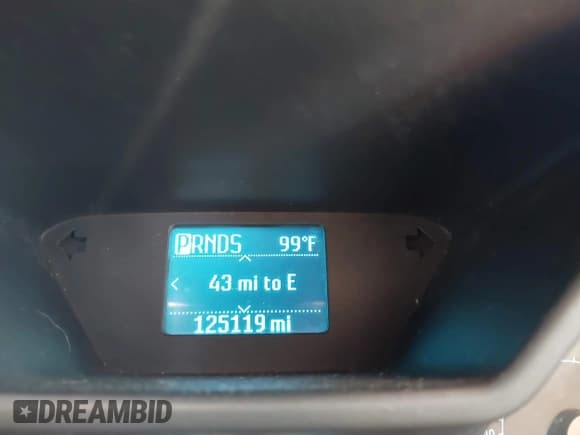 PRNDS 99°F
43 mi to E
125119 mi
DREAMBID